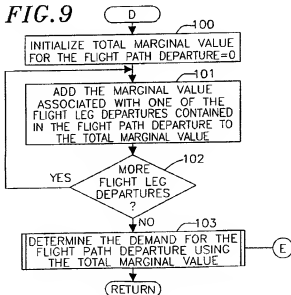 FIG.9
D
100
INITIALIZE TOTAL MARGINAL VALUE
FOR THE FLIGHT PATH DEPARTURE=0
101
ADD THE MARGINAL VALUE
ASSOCIATED WITH ONE OF THE
FLIGHT LEG DEPARTURES CONTAINED
IN THE FLIGHT PATH DEPARTURE TO
THE TOTAL MARGINAL VALUE
102
YES
MORE
FLIGHT LEG
DEPARTURES
?
NO
103
DETERMINE THE DEMAND FOR THE
FLIGHT PATH DEPARTURE USING
THE TOTAL MARGINAL VALUE
E
RETURN